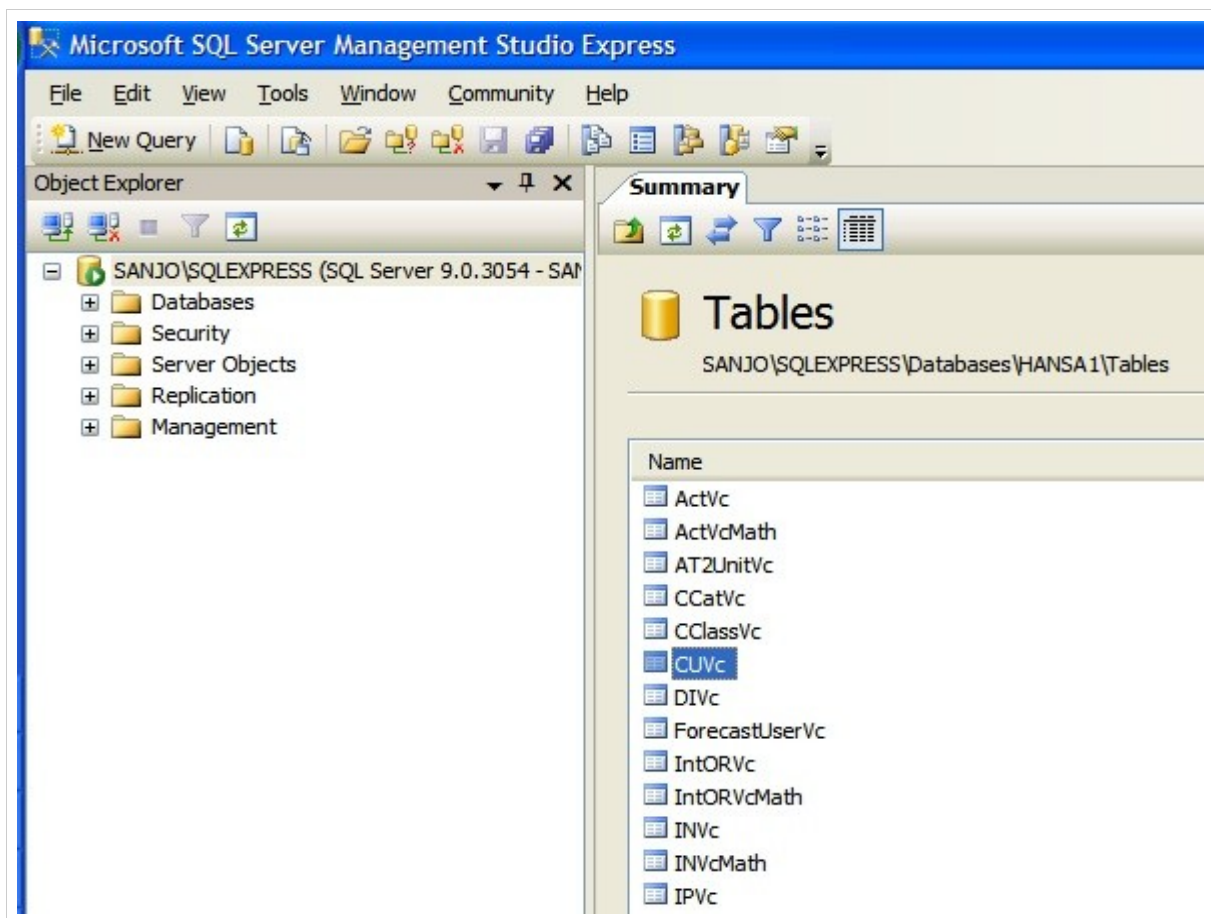 Microsoft SQL Server Management Studio Express
File Edit View Tools Window Community Help
New Query
Object Explorer
Summary
SANJO\SQLEXPRESS (SQL Server 9.0.3054 - SAN
Databases
Security
Server Objects
Replication
Management
Tables
SANJO\SQLEXPRESS\Databases\HANSA1\Tables
Name
ActVc
ActVcMath
AT2UnitVc
CCatVc
CClassVc
CUVc
DIVc
ForecastUserVc
IntORVc
IntORVcMath
INVc
INVcMath
IPVc